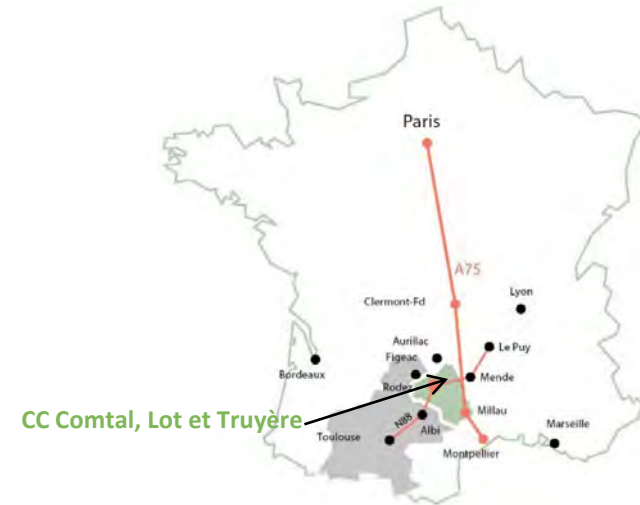 Paris
A75
Clermont-Fd
Lyon
Aurillac
Figeac
Le Puy
Bordeaux
Rodez
Mende
CC Comtal, Lot et Truyère
N88
Millau
Toulouse
Albi
Marseille
Montpellier